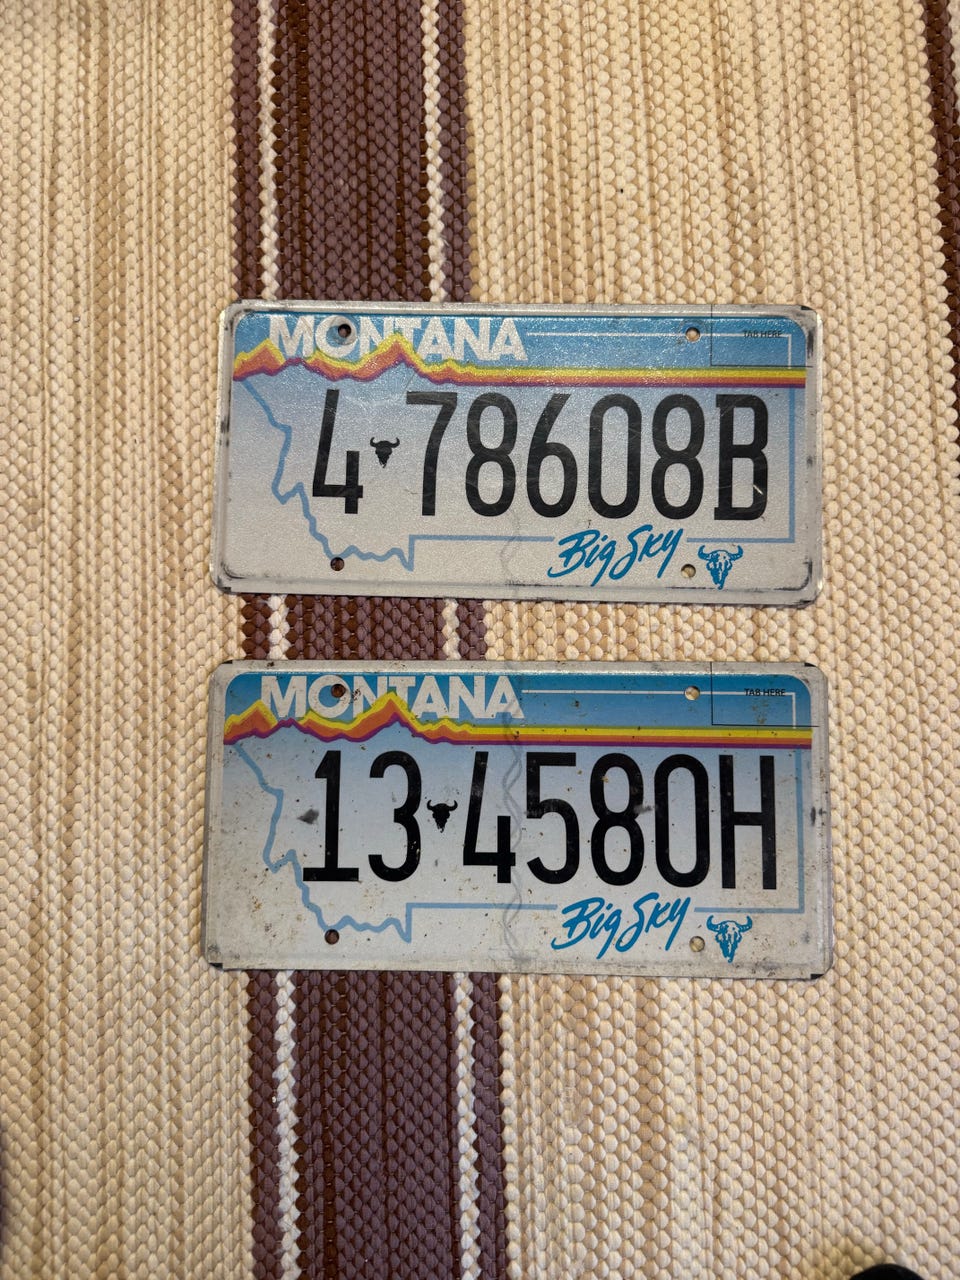 MONTANA
TAB HERE
4 78608B
Big Sky
MONTANA
TAB HERE
13 4580H
Big Sky